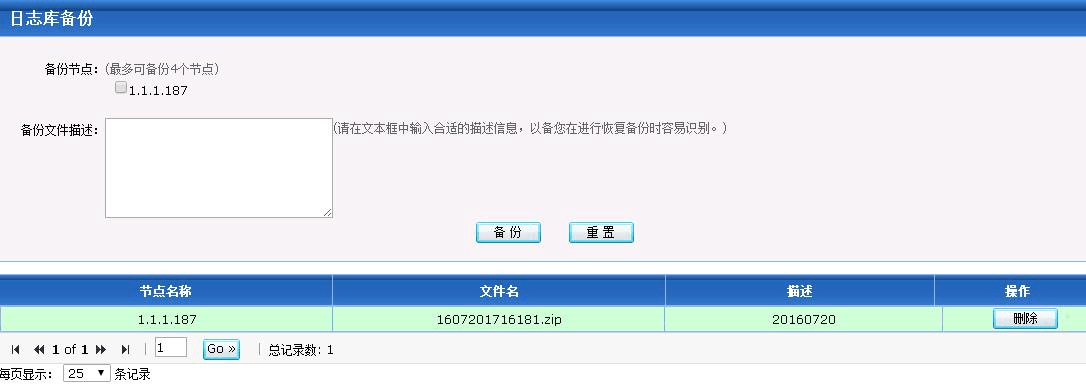 日志库备份
备份节点：(最多可备份4个节点)
1.1.1.187
备份文件描述：(请在文本框中输入合适的描述信息，以备您在进行恢复备份时容易识别。)
备 份 重 置
节点名称 文件名 描述 操作
1.1.1.187 1607201716181.zip 20160720 删除
1 of 1 | 1 Go » | 总记录数：1
每页显示： 25 条记录